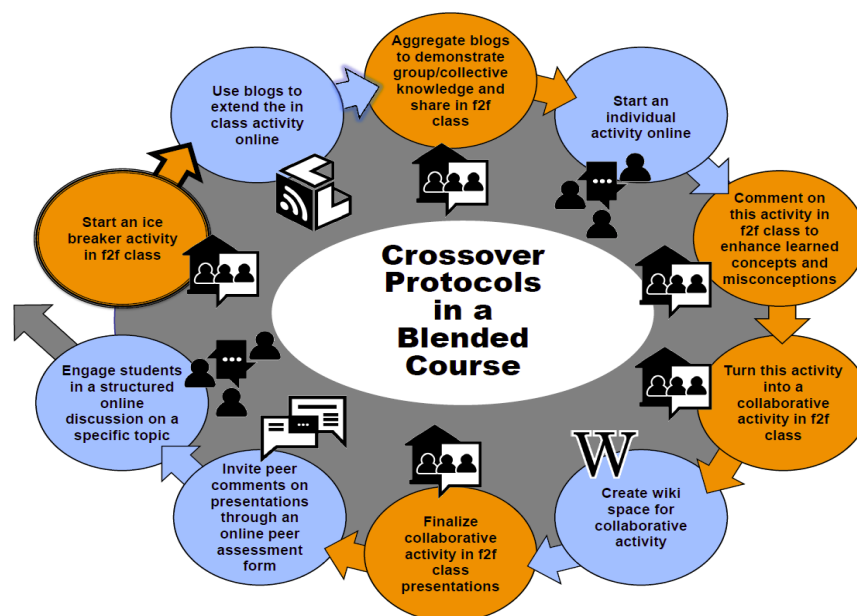 Crossover
Protocols
in a
Blended
Course
Start an ice
breaker activity
in f2f class
Use blogs to
extend the in
class activity
online
Aggregate blogs
to demonstrate
group/collective
knowledge and
share in f2f
class
Start an
individual
activity online
Comment on
this activity in
f2f class to
enhance learned
concepts and
misconceptions
Turn this activity
into a
collaborative
activity in f2f
class
W
Create wiki
space for
collaborative
activity
Finalize
collaborative
activity in f2f
class
presentations
Invite peer
comments on
presentations
through an
online peer
assessment
form
Engage students
in a structured
online
discussion on a
specific topic